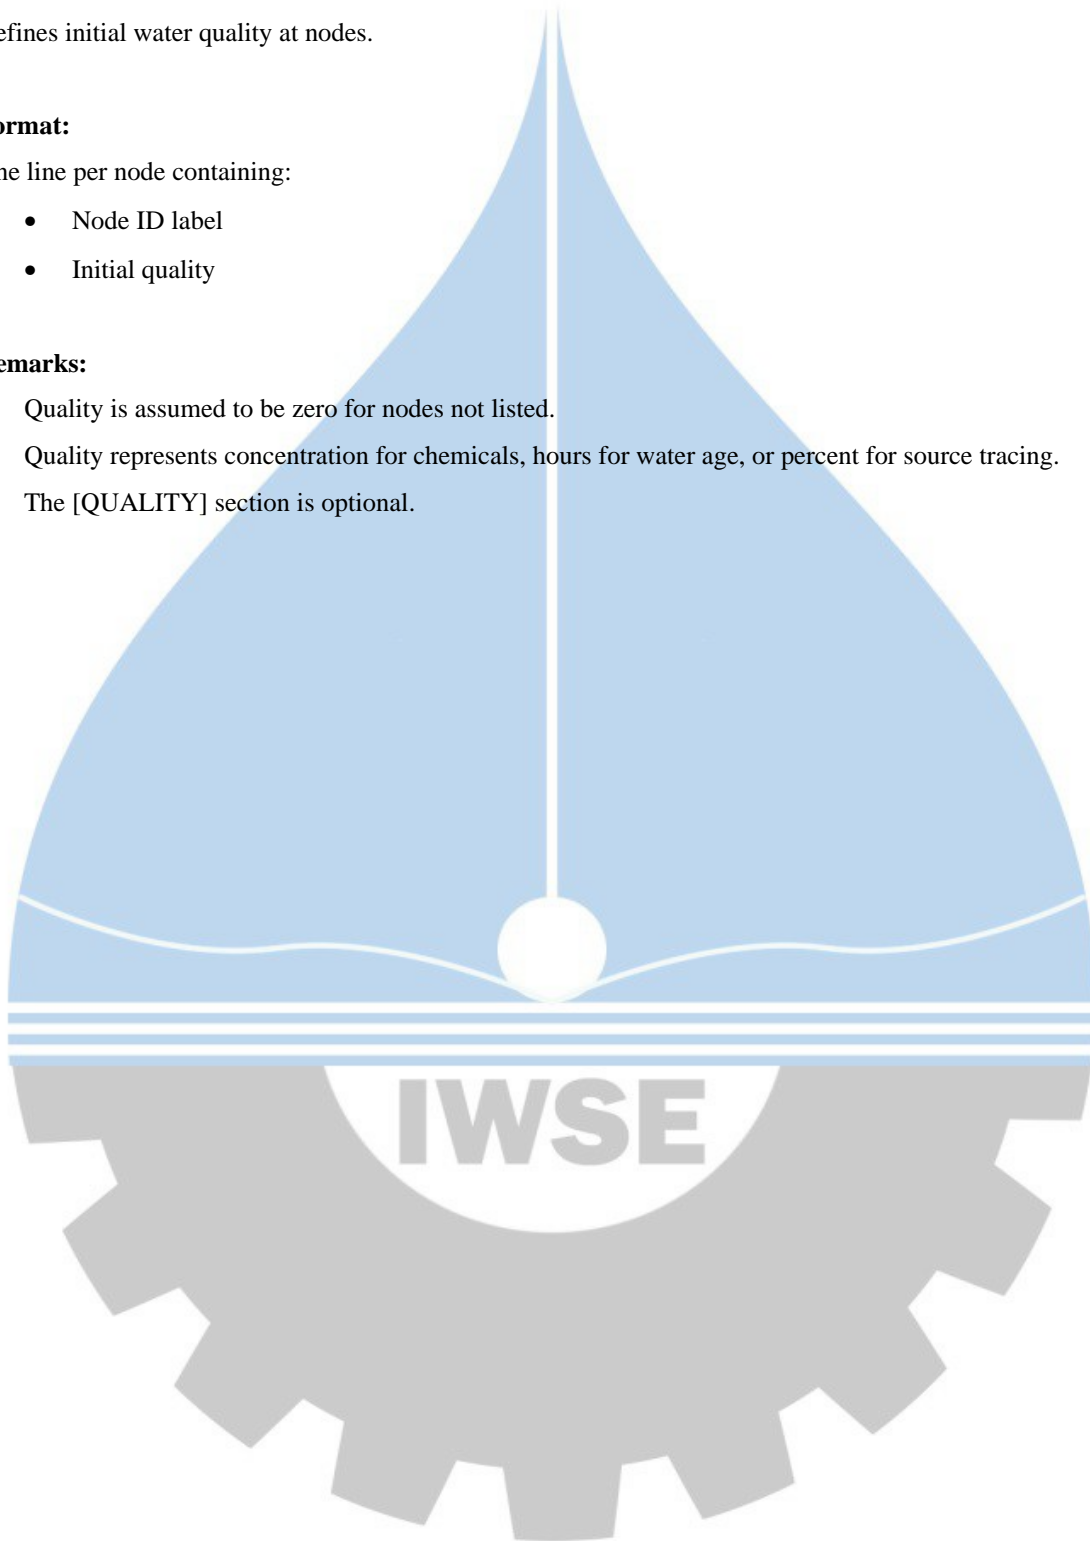 efines initial water quality at nodes.
ormat:
ne line per node containing:
• Node ID label
• Initial quality
emarks:
Quality is assumed to be zero for nodes not listed.
Quality represents concentration for chemicals, hours for water age, or percent for source tracing.
The [QUALITY] section is optional.
IWSE